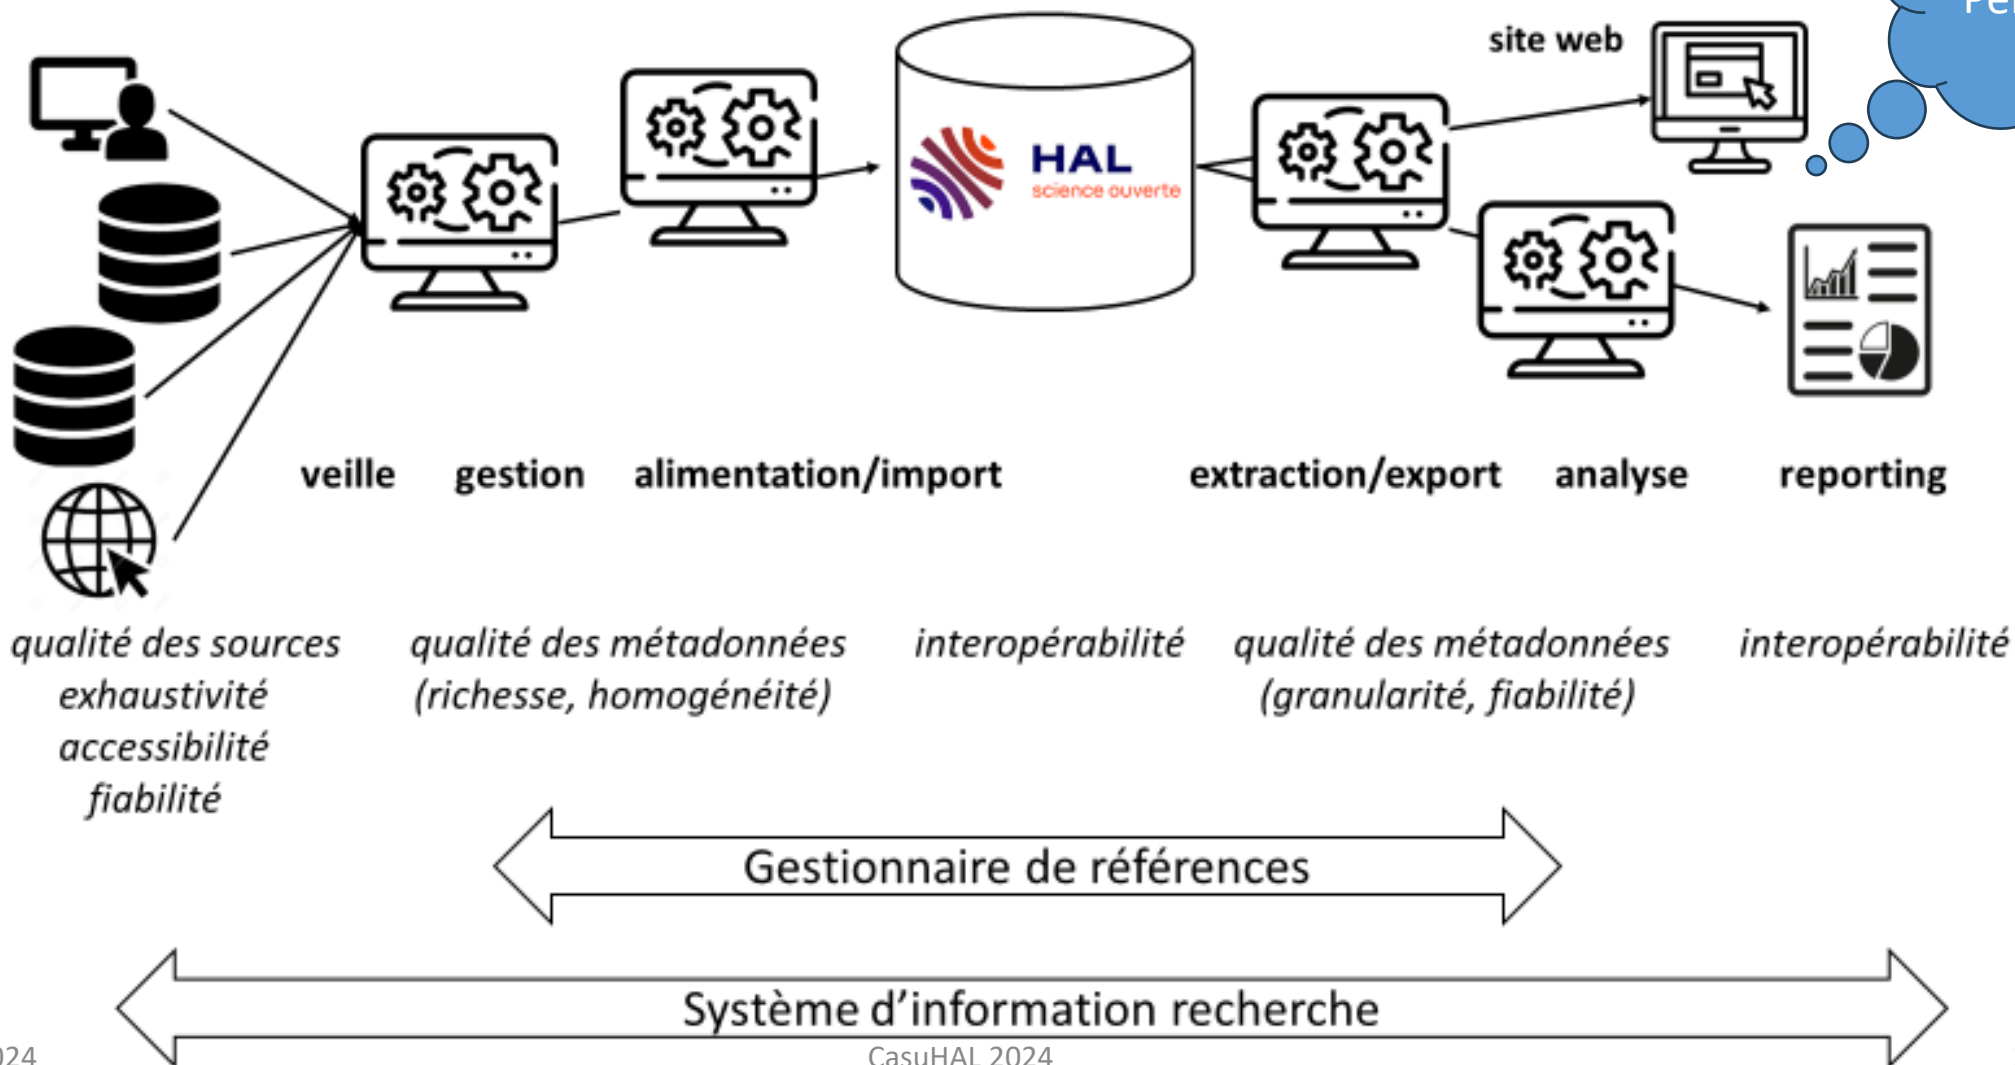 site web
HAL
science ouverte
veille gestion alimentation/import extraction/export analyse reporting
qualité des sources
exhaustivité
accessibilité
fiabilité
qualité des métadonnées
(richesse, homogénéité)
interopérabilité
qualité des métadonnées
(granularité, fiabilité)
interopérabilité
Gestionnaire de références
Système d'information recherche
CasuHAL 2024